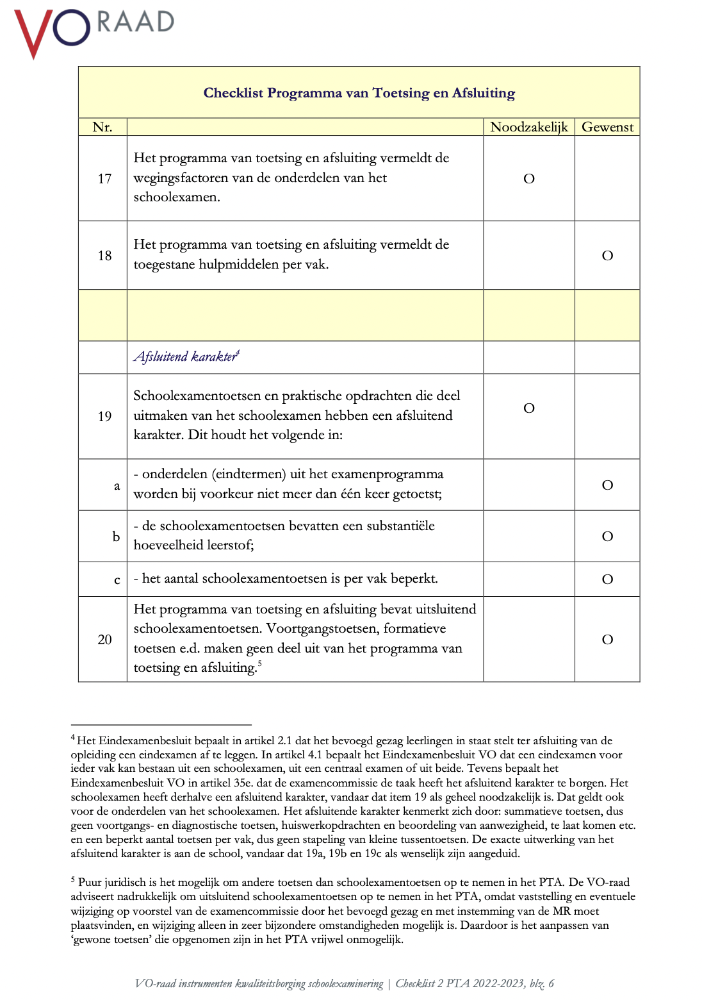 VO RAAD
Checklist Programma van Toetsing en Afsluiting
Nr. Noodzakelijk Gewenst
Het programma van toetsing en afsluiting vermeldt de
17 wegingsfactoren van de onderdelen van het O
schoolexamen.
Het programma van toetsing en afsluiting vermeldt de
18 toegestane hulpmiddelen per vak. O
Afsluitend karakter⁴
Schoolexamentoetsen en praktische opdrachten die deel
19 uitmaken van het schoolexamen hebben een afsluitend O
karakter. Dit houdt het volgende in:
a - onderdelen (eindtermen) uit het examenprogramma O
worden bij voorkeur niet meer dan één keer getoetst;
b - de schoolexamentoetsen bevatten een substantiële O
hoeveelheid leerstof;
c - het aantal schoolexamentoetsen is per vak beperkt. O
Het programma van toetsing en afsluiting bevat uitsluitend
schoolexamentoetsen. Voortgangstoetsen, formatieve
20 toetsen e.d. maken geen deel uit van het programma van O
toetsing en afsluiting.⁵
⁴ Het Eindexamenbesluit bepaalt in artikel 2.1 dat het bevoegd gezag leerlingen in staat stelt ter afsluiting van de
opleiding een eindexamen af te leggen. In artikel 4.1 bepaalt het Eindexamenbesluit VO dat een eindexamen voor
ieder vak kan bestaan uit een schoolexamen, uit een centraal examen of uit beide. Tevens bepaalt het
Eindexamenbesluit VO in artikel 35e. dat de examencommissie de taak heeft het afsluitend karakter te borgen. Het
schoolexamen heeft derhalve een afsluitend karakter, vandaar dat item 19 als geheel noodzakelijk is. Dat geldt ook
voor de onderdelen van het schoolexamen. Het afsluitende karakter kenmerkt zich door: summatieve toetsen, dus
geen voortgangs- en diagnostische toetsen, huiswerkopdrachten en beoordeling van aanwezigheid, te laat komen etc.
en een beperkt aantal toetsen per vak, dus geen stapeling van kleine tussentoetsen. De exacte uitwerking van het
afsluitend karakter is aan de school, vandaar dat 19a, 19b en 19c als wenselijk zijn aangeduid.
⁵ Puur juridisch is het mogelijk om andere toetsen dan schoolexamentoetsen op te nemen in het PTA. De VO-raad
adviseert nadrukkelijk om uitsluitend schoolexamentoetsen op te nemen in het PTA, omdat vaststelling en eventuele
wijziging op voorstel van de examencommissie door het bevoegd gezag en met instemming van de MR moet
plaatsvinden, en wijziging alleen in zeer bijzondere omstandigheden mogelijk is. Daardoor is het aanpassen van
‘gewone toetsen’ die opgenomen zijn in het PTA vrijwel onmogelijk.
VO-raad instrumenten kwaliteitsborging schoolexaminering | Checklist 2 PTA 2022-2023, blz. 6